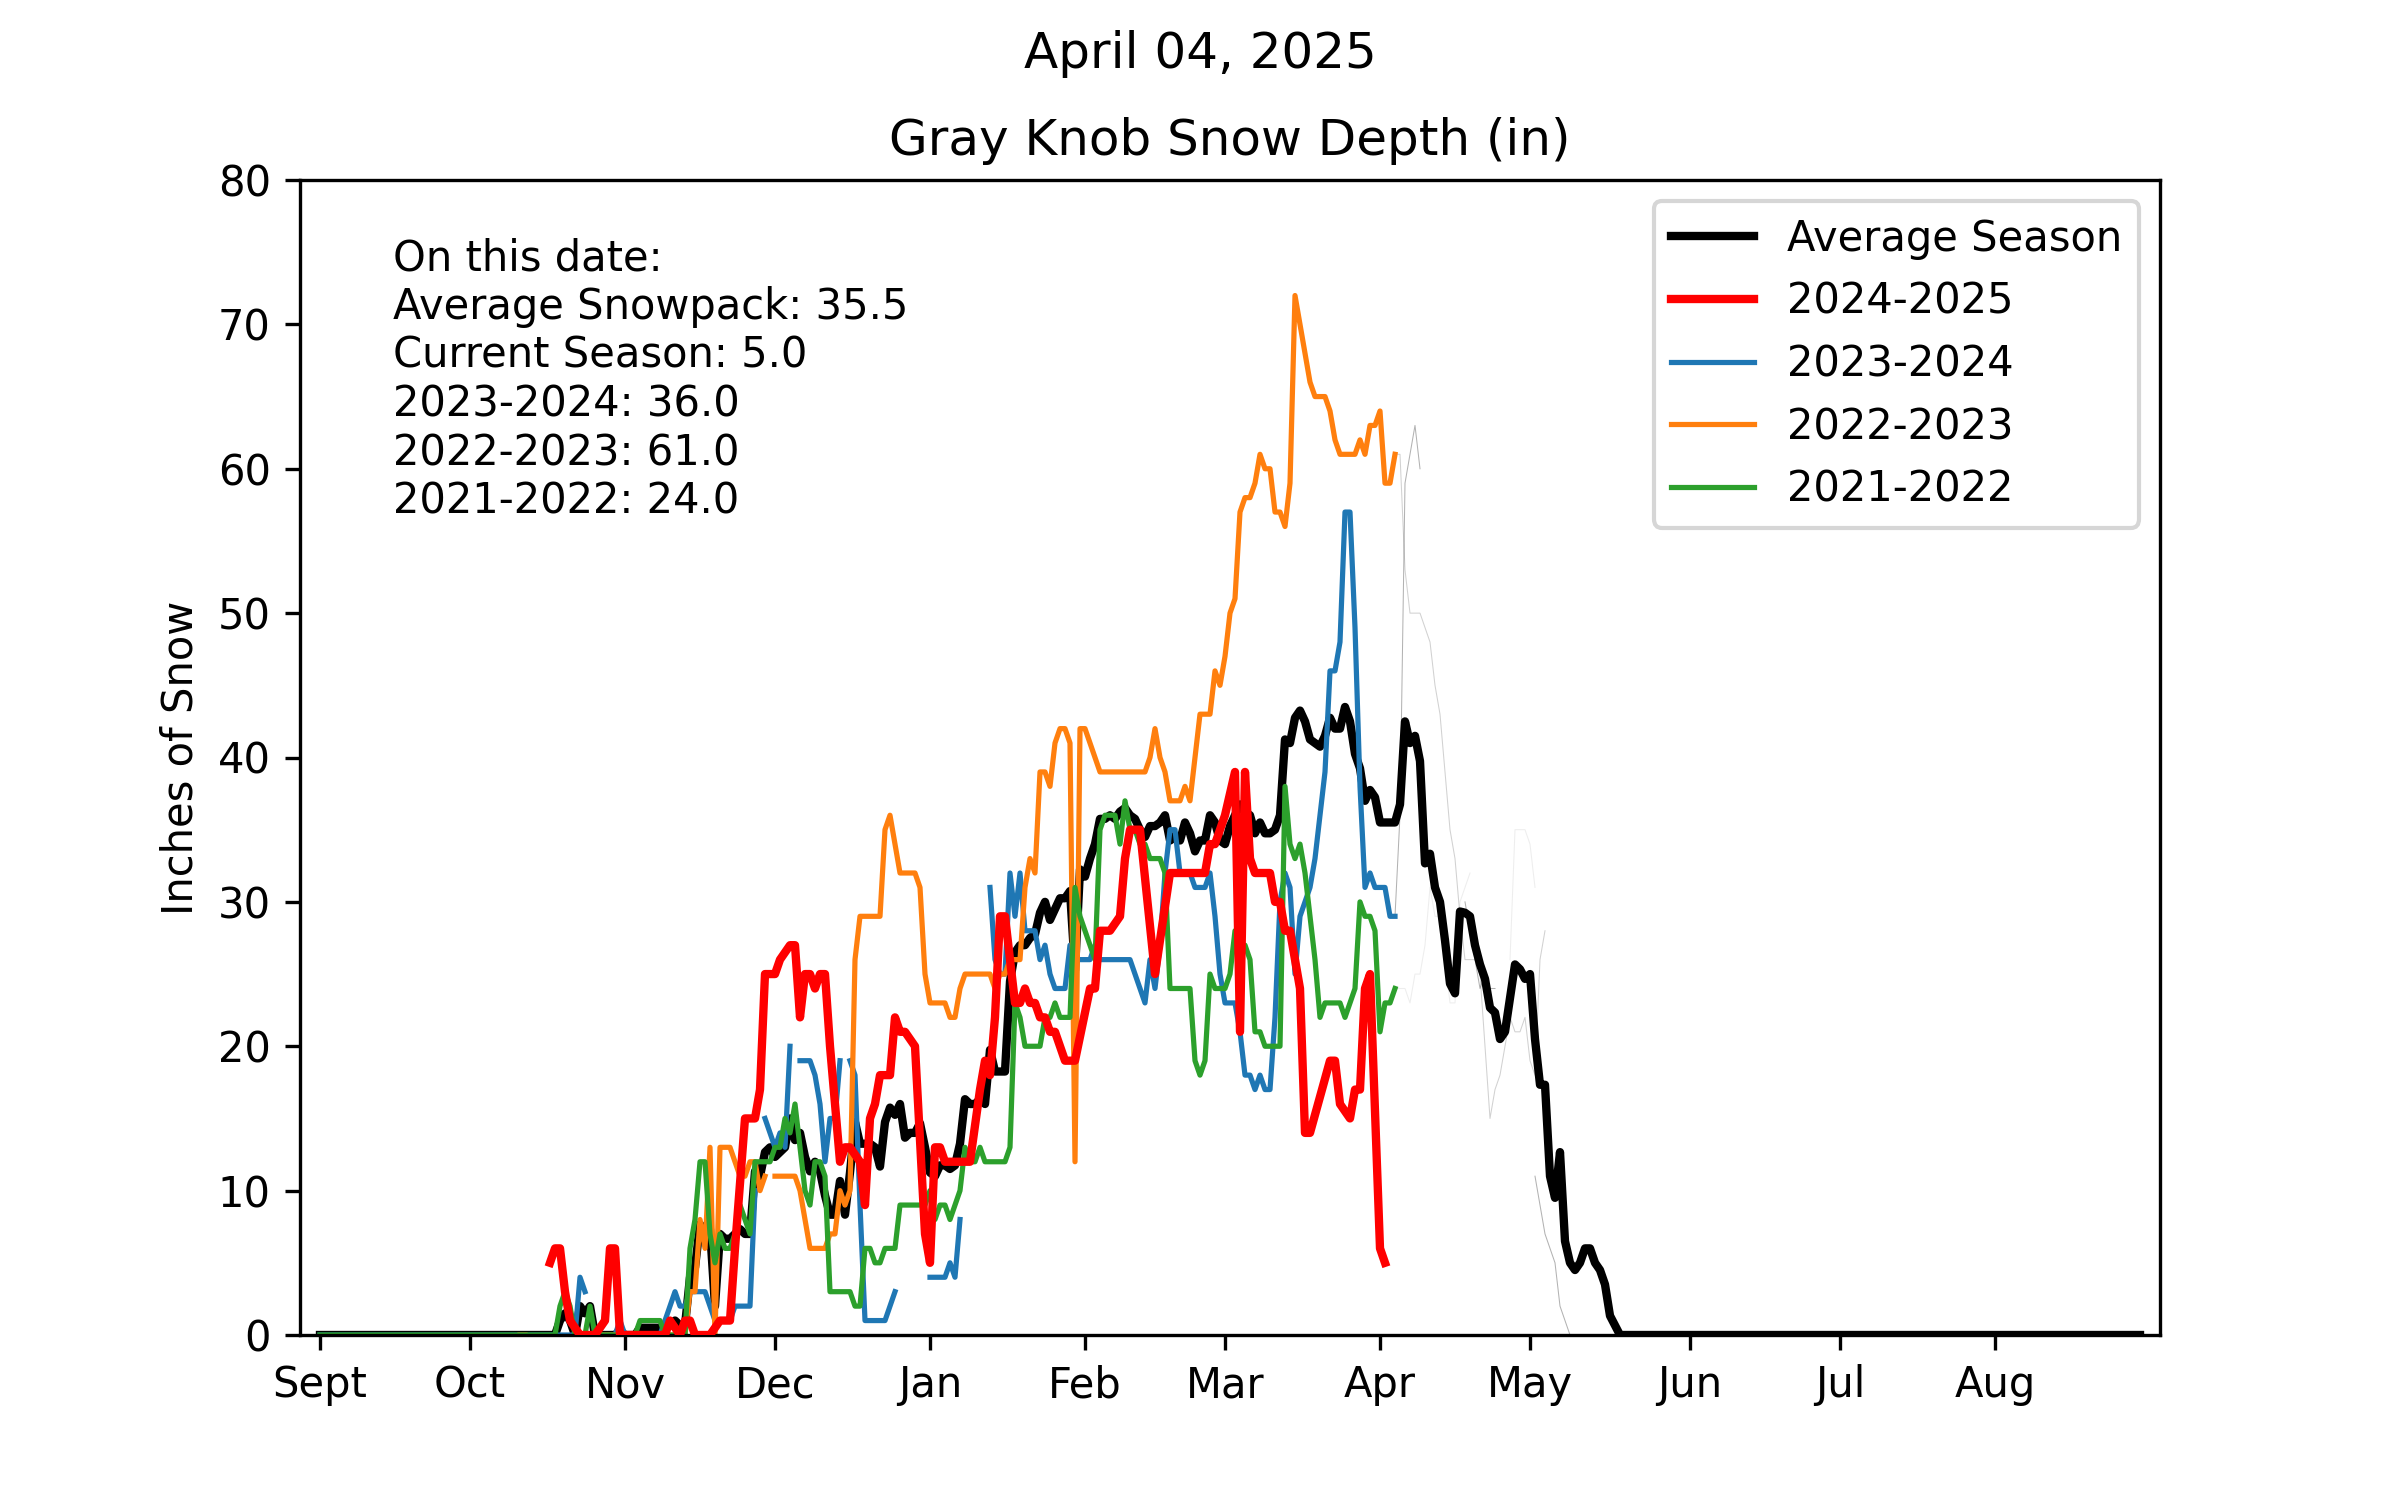 April 04, 2025
Gray Knob Snow Depth (in)
On this date:
Average Snowpack: 35.5
Current Season: 5.0
2023-2024: 36.0
2022-2023: 61.0
2021-2022: 24.0
Average Season
2024-2025
2023-2024
2022-2023
2021-2022
Inches of Snow
80
70
60
50
40
30
20
10
0
Sept Oct Nov Dec Jan Feb Mar Apr May Jun Jul Aug